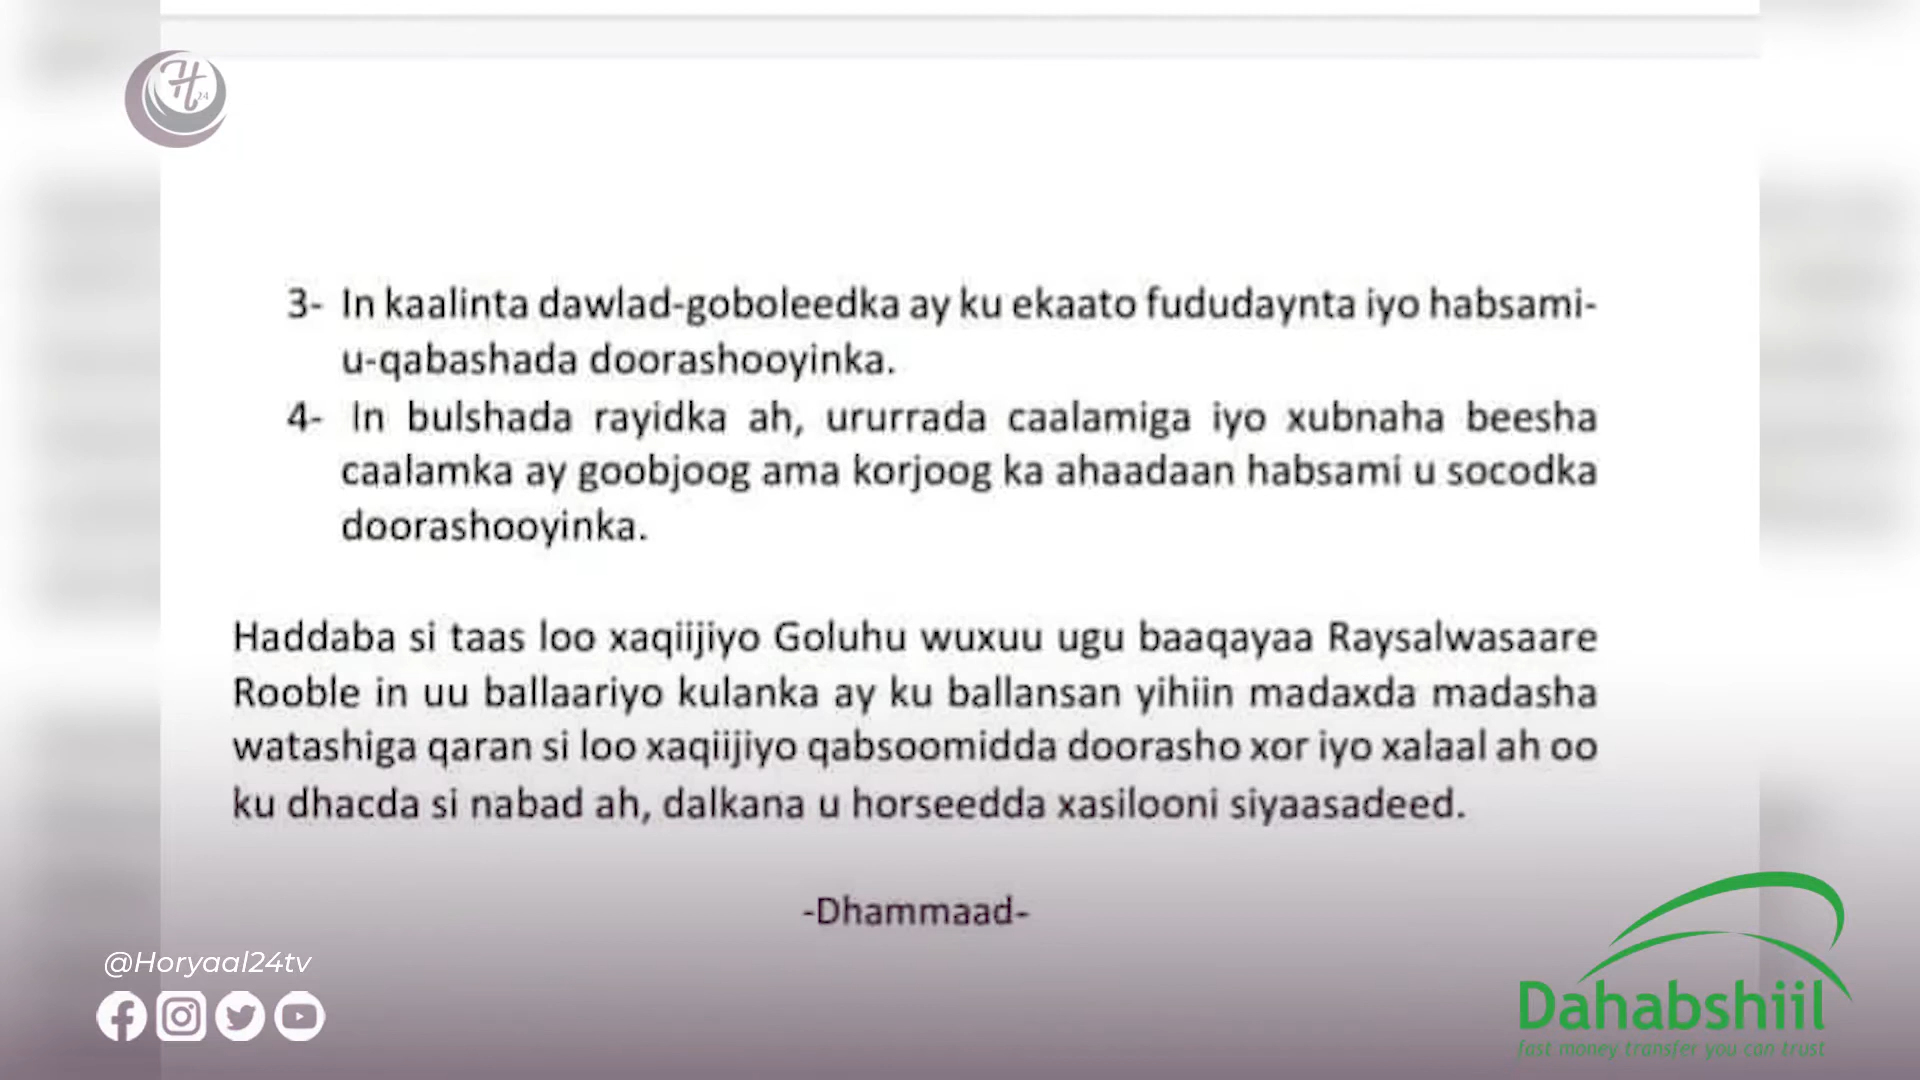 H
24
3- In kaalinta dawlad-goboleedka ay ku ekaato fududaynta iyo habsami-
u-qabashada doorashooyinka.
4- In bulshada rayidka ah, ururrada caalamiga iyo xubnaha beesha
caalamka ay goobjoog ama korjoog ka ahaadaan habsami u socodka
doorashooyinka.
Haddaba si taas loo xaqiijiyo Goluhu wuxuu ugu baaqayaa Raysalwasaare
Rooble in uu ballaariyo kulanka ay ku ballansan yihiin madaxda madasha
watashiga qaran si loo xaqiijiyo qabsoomidda doorasho xor iyo xalaal ah oo
ku dhacda si nabad ah, dalkana u horseedda xasilooni siyaasadeed.
-Dhammaad-
@Horyaal24tv
Dahabshiil
fast money transfer you can trust